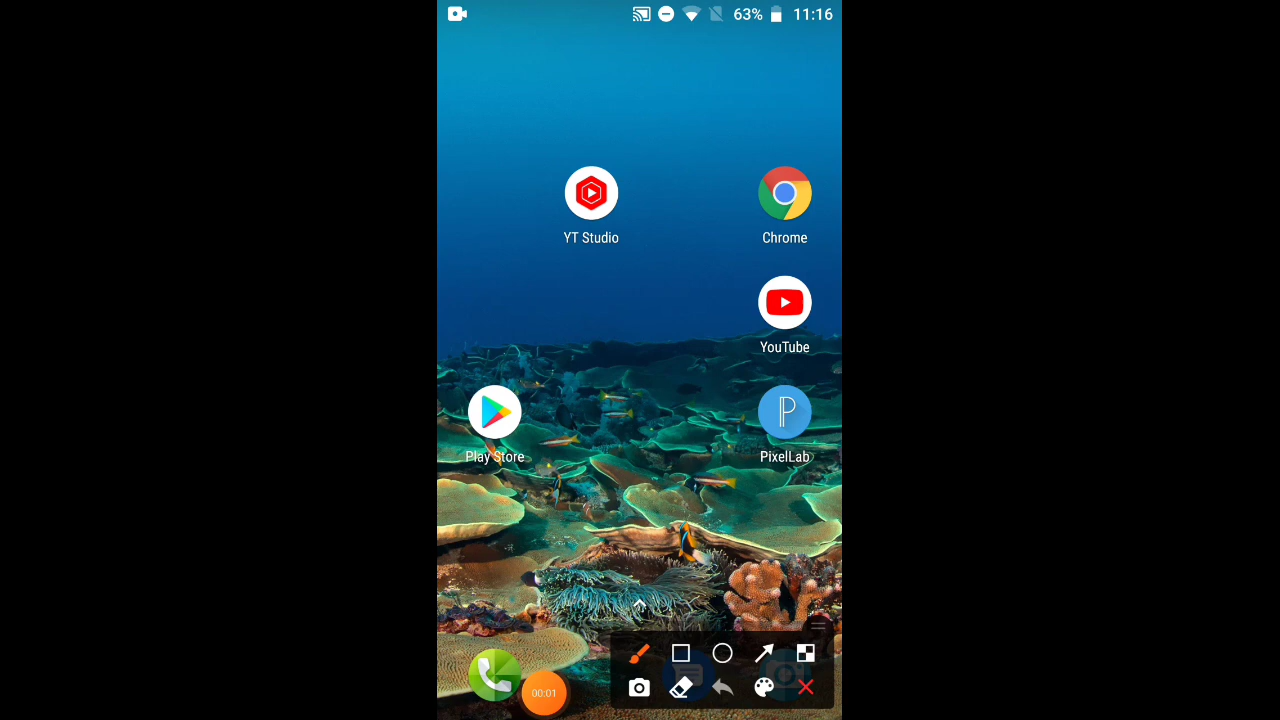 63% 11:16
YT Studio
Chrome
YouTube
Play Store
PixelLab
00:01